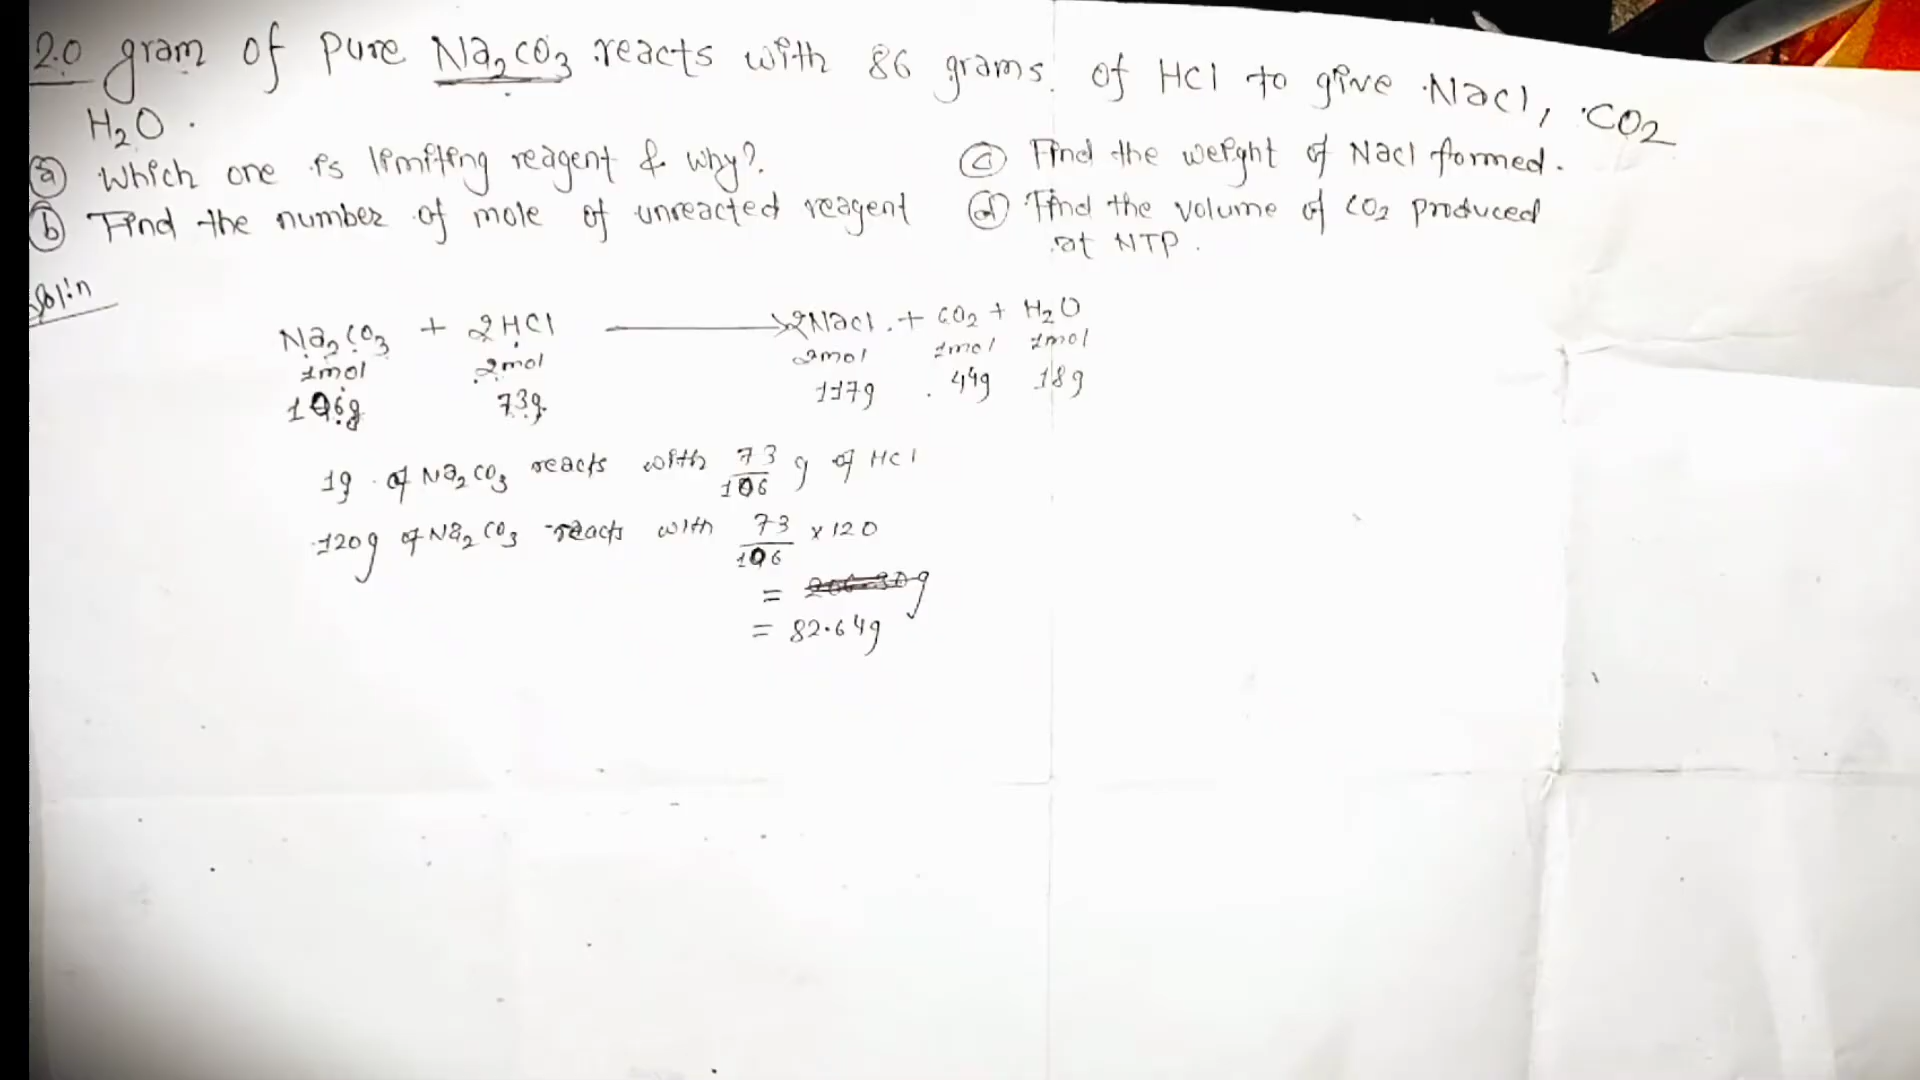 20 gram of pure Na₂CO₃ reacts with 86 grams of HCl to give NaCl, CO2
H₂O.
(a) Which one is limiting reagent & why?.
(b) Find the number of mole of unreacted reagent
(c) Find the weight of NaCl formed.
(d) Find the volume of CO₂ produced
at NTP.
Sol:n
Na₂CO₃ + 2HCl → 2NaCl + CO₂ + H₂O
1mol 2mol 2mol 1mol 1mol
106g 73g 117g 44g 18g
1g of Na₂CO₃ reacts with 73/106 g of HCl
120g of Na₂CO₃ reacts with 73/106 x 120
= g
= 82.64g